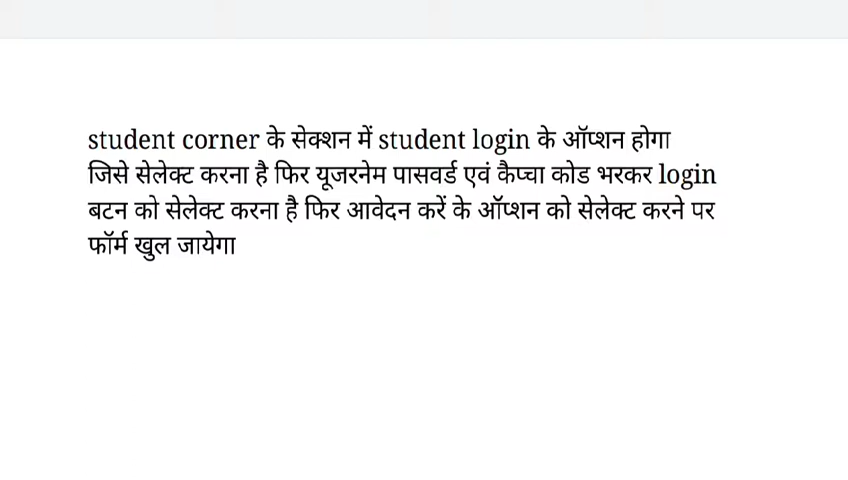 student corner के सेक्शन में student login के ऑप्शन होगा
जिसे सेलेक्ट करना है फिर यूजरनेम पासवर्ड एवं कैप्चा कोड भरकर login
बटन को सेलेक्ट करना है फिर आवेदन करें के ऑप्शन को सेलेक्ट करने पर
फॉर्म खुल जायेगा